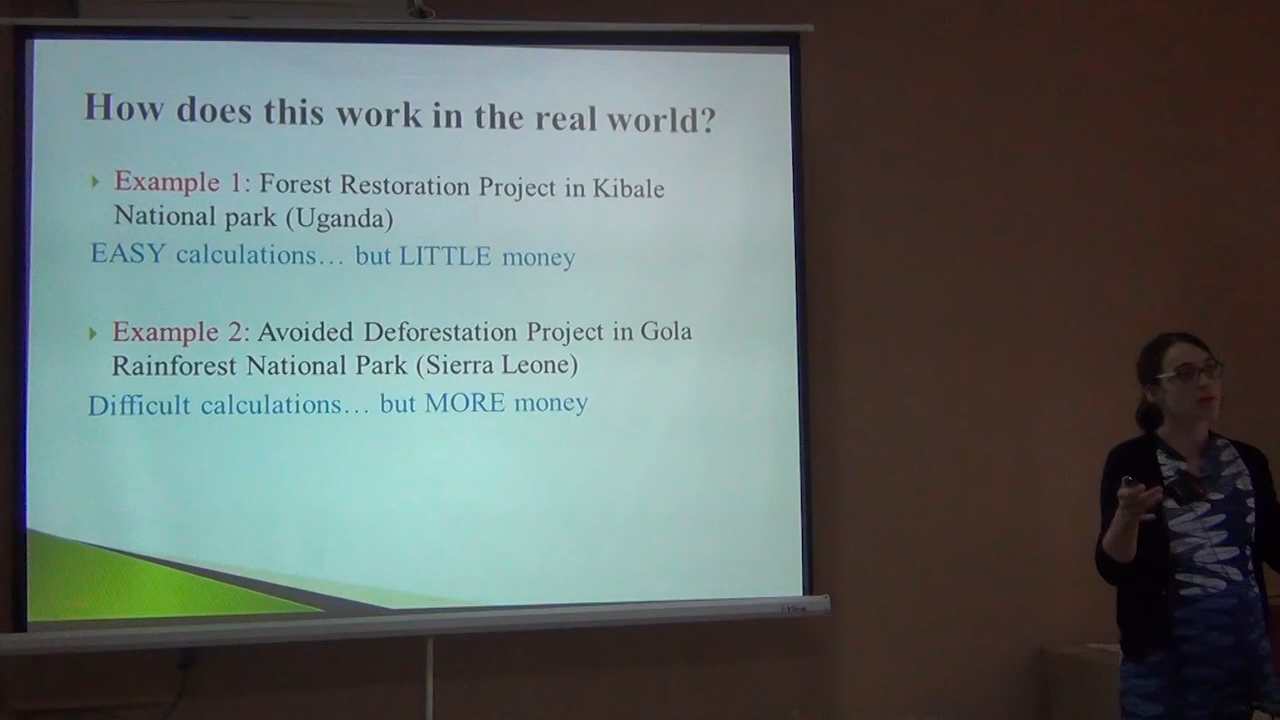 How does this work in the real world?
Example 1: Forest Restoration Project in Kibale
National park (Uganda)
EASY calculations… but LITTLE money
Example 2: Avoided Deforestation Project in Gola
Rainforest National Park (Sierra Leone)
Difficult calculations… but MORE money